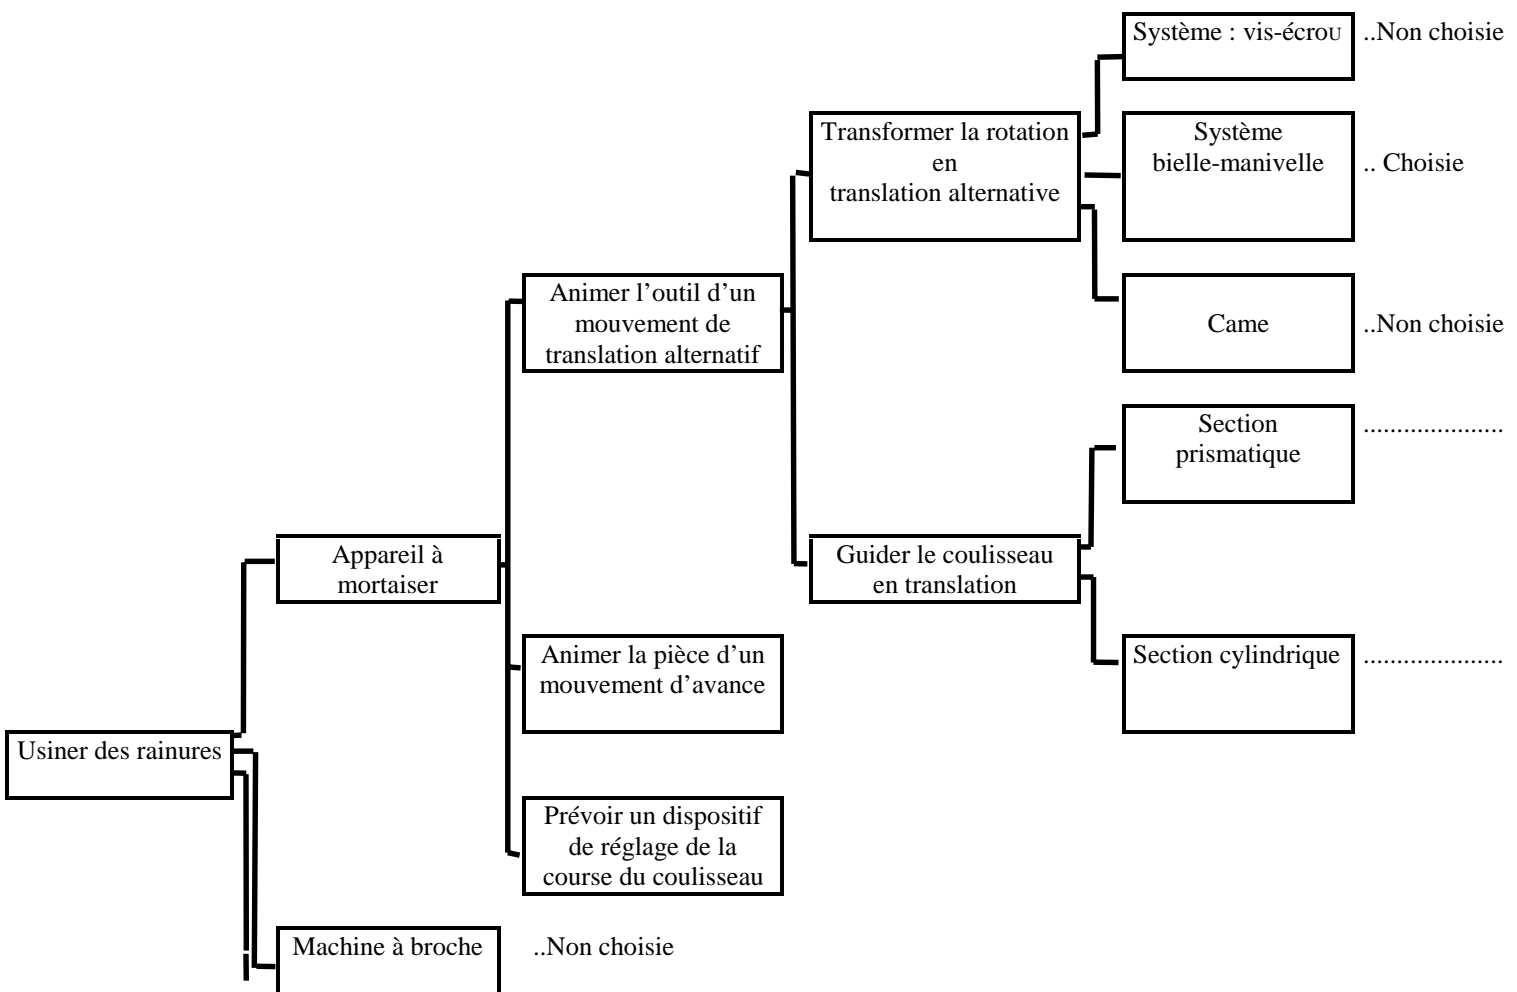 Système : vis-écrou
..Non choisie
Transformer la rotation
en
translation alternative
Système
bielle-manivelle
.. Choisie
Animer l’outil d’un
mouvement de
translation alternatif
Came
..Non choisie
Section
prismatique
.....................
Appareil à
mortaiser
Guider le coulisseau
en translation
Animer la pièce d’un
mouvement d’avance
Section cylindrique
.....................
Usiner des rainures
Prévoir un dispositif
de réglage de la
course du coulisseau
Machine à broche
..Non choisie